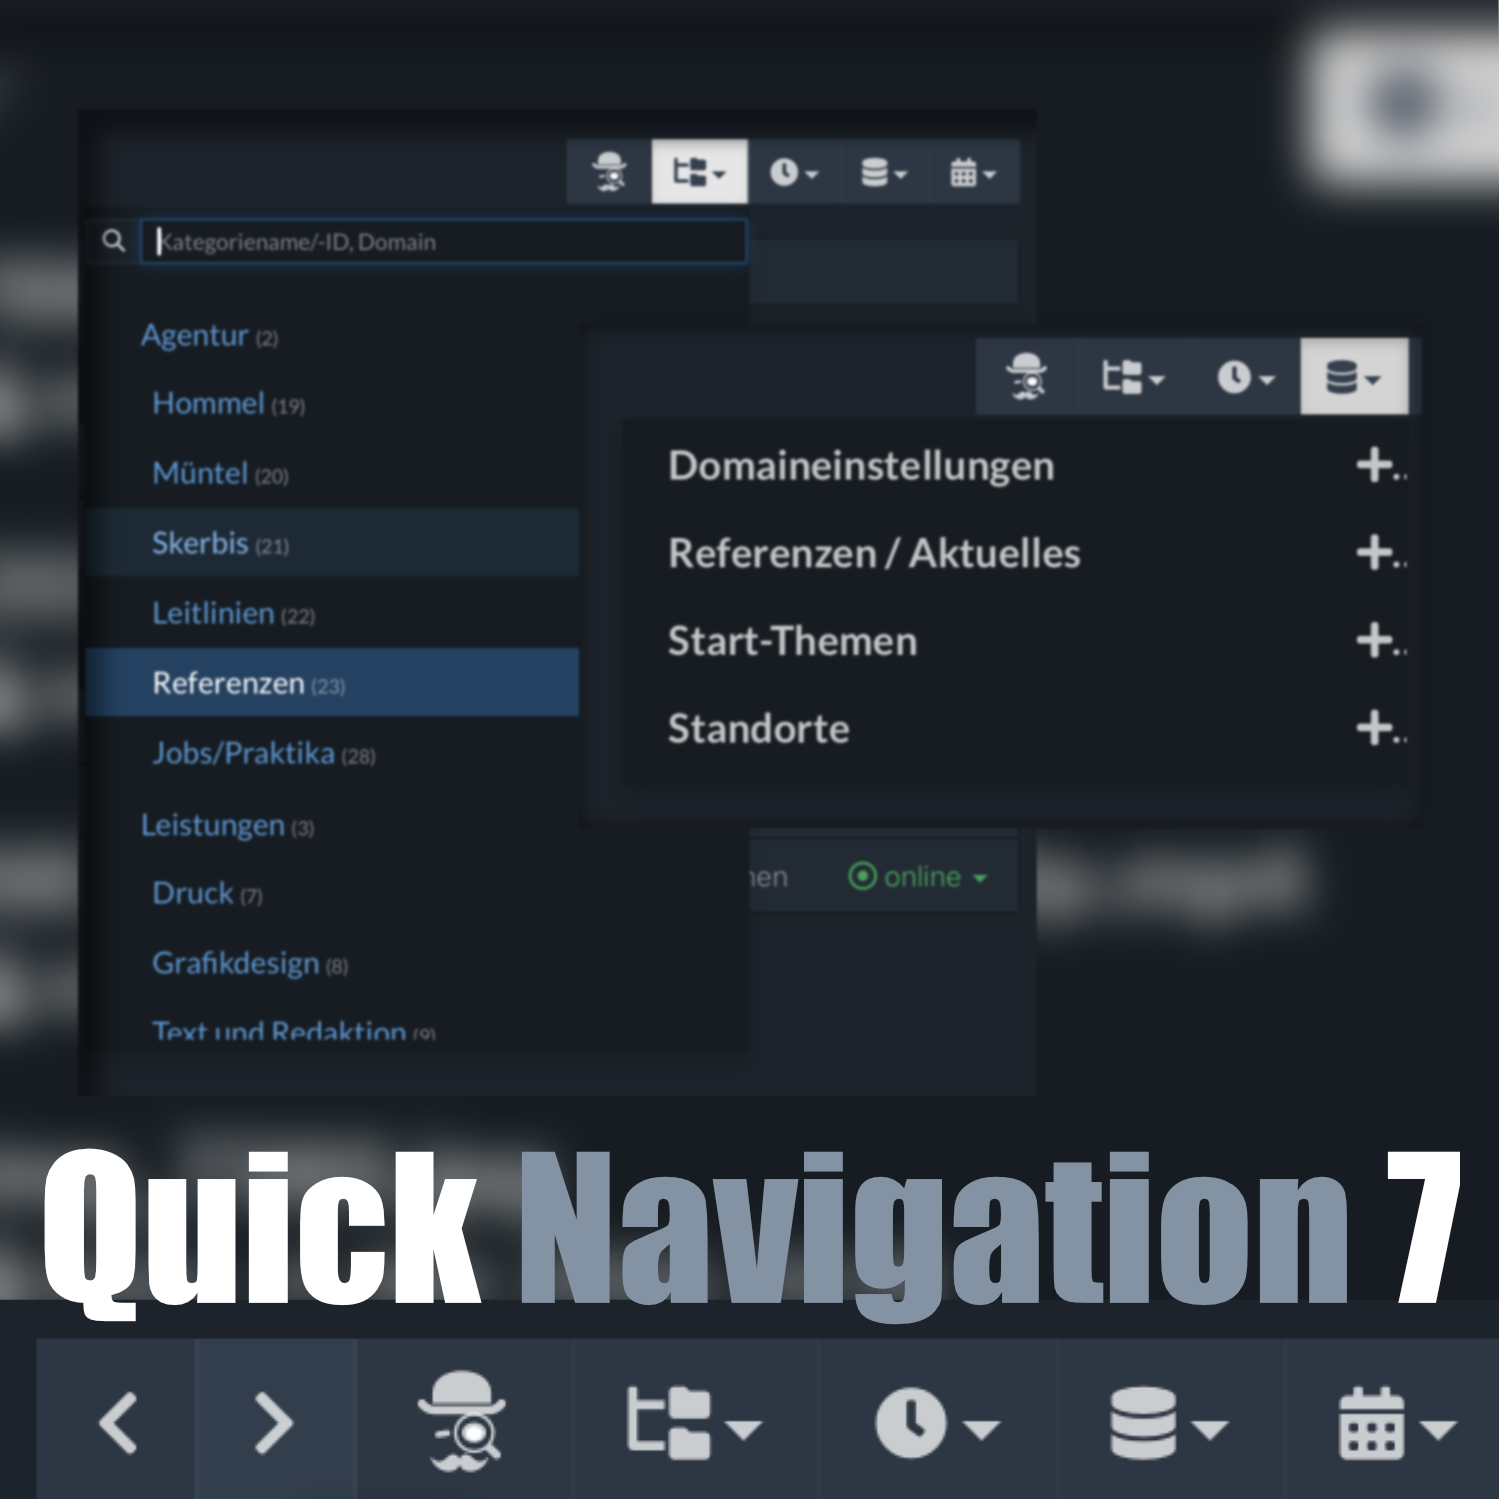 Kategoriename/-ID, Domain
Agentur (2)
Hommel (19)
Müntel (20)
Skerbis (21)
Leitlinien (22)
Referenzen (23)
Jobs/Praktika (28)
Leistungen (3)
Druck (7)
Grafikdesign (8)
Text und Redaktion (9)
Domaineinstellungen +..
Referenzen / Aktuelles +..
Start-Themen +..
Standorte +..
online
Quick Navigation 7